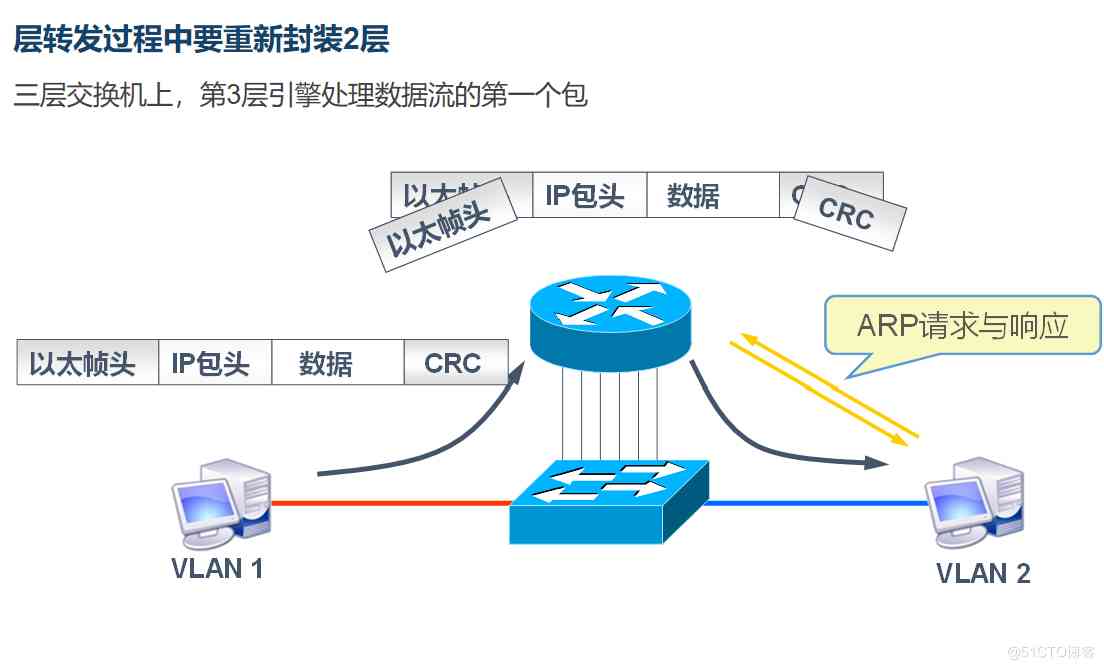 层转发过程中要重新封装2层
三层交换机上，第3层引擎处理数据流的第一个包
以太帧头 IP包头 数据
以太帧头 CRC
ARP请求与响应
以太帧头 IP包头 数据 CRC
VLAN 1
VLAN 2
@51CTO博客